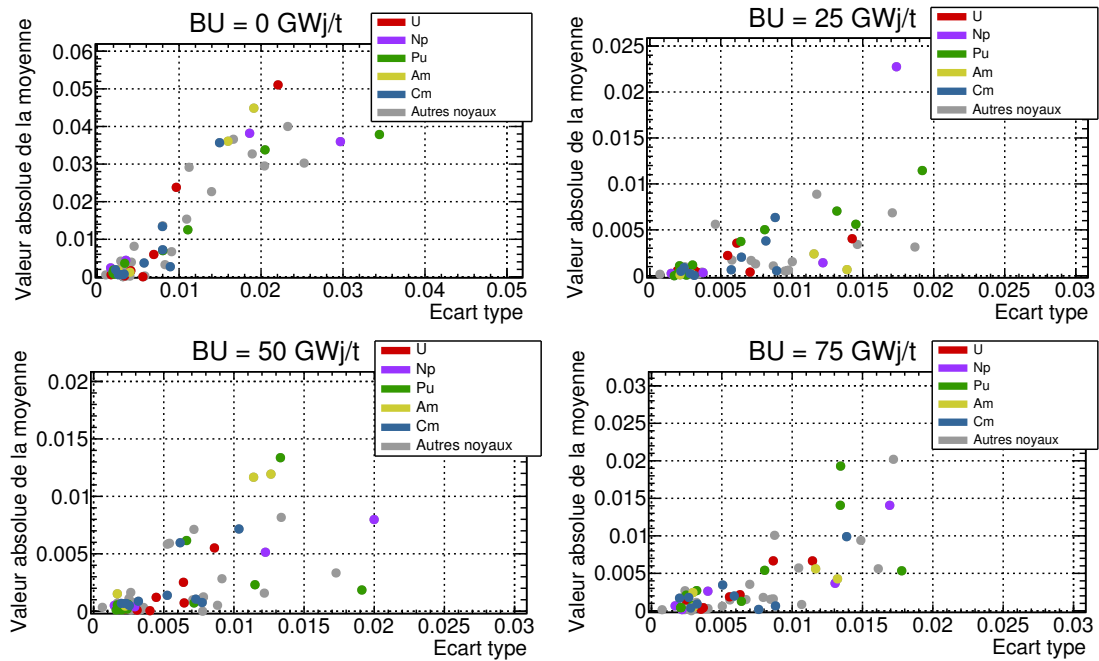 BU = 0 GWj/t
U
Np
Pu
Am
Cm
Autres noyaux
Valeur absolue de la moyenne
0.06
0.05
0.04
0.03
0.02
0.01
0
0 0.01 0.02 0.03 0.04 0.05
Ecart type
BU = 25 GWj/t
U
Np
Pu
Am
Cm
Autres noyaux
Valeur absolue de la moyenne
0.025
0.02
0.015
0.01
0.005
0
0 0.005 0.01 0.015 0.02 0.025 0.03
Ecart type
BU = 50 GWj/t
U
Np
Pu
Am
Cm
Autres noyaux
Valeur absolue de la moyenne
0.02
0.015
0.01
0.005
0
0 0.005 0.01 0.015 0.02 0.025 0.03
Ecart type
BU = 75 GWj/t
U
Np
Pu
Am
Cm
Autres noyaux
Valeur absolue de la moyenne
0.03
0.025
0.02
0.015
0.01
0.005
0
0 0.005 0.01 0.015 0.02 0.025 0.03
Ecart type